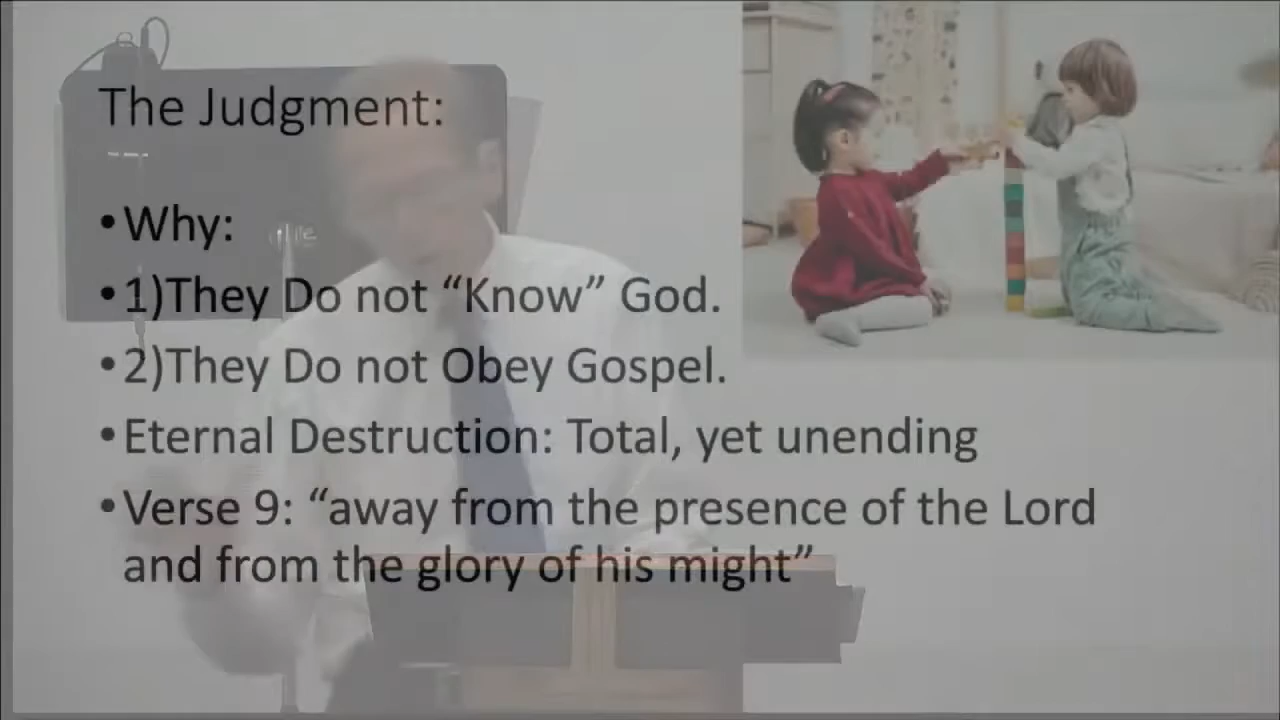 The Judgment:
• Why:
• 1)They Do not “Know” God.
• 2)They Do not Obey Gospel.
• Eternal Destruction: Total, yet unending
• Verse 9: “away from the presence of the Lord
and from the glory of his might”